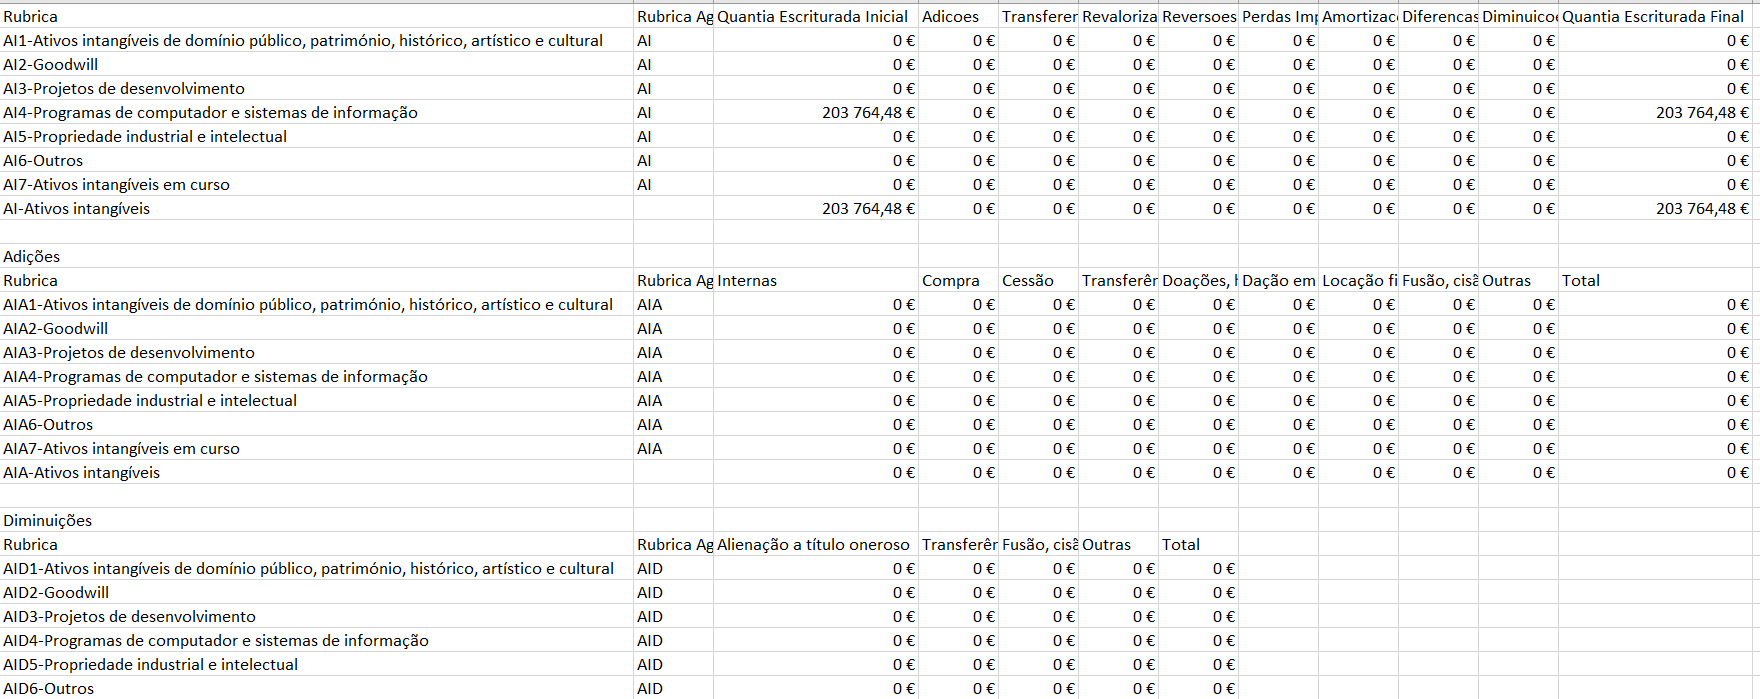 Rubrica Rubrica Ag Quantia Escriturada Inicial Adicoes Transferer Revaloriza Reversoes Perdas Imp Amortizac Diferencas Diminuico Quantia Escriturada Final
AI1-Ativos intangíveis de domínio público, património, histórico, artístico e cultural AI 0 € 0 € 0 € 0 € 0 € 0 € 0 € 0 € 0 € 0 €
AI2-Goodwill AI 0 € 0 € 0 € 0 € 0 € 0 € 0 € 0 € 0 € 0 €
AI3-Projetos de desenvolvimento AI 0 € 0 € 0 € 0 € 0 € 0 € 0 € 0 € 0 € 0 €
AI4-Programas de computador e sistemas de informação AI 203 764,48 € 0 € 0 € 0 € 0 € 0 € 0 € 0 € 0 € 203 764,48 €
AI5-Propriedade industrial e intelectual AI 0 € 0 € 0 € 0 € 0 € 0 € 0 € 0 € 0 € 0 €
AI6-Outros AI 0 € 0 € 0 € 0 € 0 € 0 € 0 € 0 € 0 € 0 €
AI7-Ativos intangíveis em curso AI 0 € 0 € 0 € 0 € 0 € 0 € 0 € 0 € 0 € 0 €
AI-Ativos intangíveis 203 764,48 € 0 € 0 € 0 € 0 € 0 € 0 € 0 € 0 € 203 764,48 €
Adições
Rubrica Rubrica Ag Internas Compra Cessão Transferêr Doações, h Dação em Locação fi Fusão, cisã Outras Total
AIA1-Ativos intangíveis de domínio público, património, histórico, artístico e cultural AIA 0 € 0 € 0 € 0 € 0 € 0 € 0 € 0 € 0 € 0 €
AIA2-Goodwill AIA 0 € 0 € 0 € 0 € 0 € 0 € 0 € 0 € 0 € 0 €
AIA3-Projetos de desenvolvimento AIA 0 € 0 € 0 € 0 € 0 € 0 € 0 € 0 € 0 € 0 €
AIA4-Programas de computador e sistemas de informação AIA 0 € 0 € 0 € 0 € 0 € 0 € 0 € 0 € 0 € 0 €
AIA5-Propriedade industrial e intelectual AIA 0 € 0 € 0 € 0 € 0 € 0 € 0 € 0 € 0 € 0 €
AIA6-Outros AIA 0 € 0 € 0 € 0 € 0 € 0 € 0 € 0 € 0 € 0 €
AIA7-Ativos intangíveis em curso AIA 0 € 0 € 0 € 0 € 0 € 0 € 0 € 0 € 0 € 0 €
AIA-Ativos intangíveis 0 € 0 € 0 € 0 € 0 € 0 € 0 € 0 € 0 € 0 €
Diminuições
Rubrica Rubrica Ag Alienação a título oneroso Transferêr Fusão, cisã Outras Total
AID1-Ativos intangíveis de domínio público, património, histórico, artístico e cultural AID 0 € 0 € 0 € 0 € 0 €
AID2-Goodwill AID 0 € 0 € 0 € 0 € 0 €
AID3-Projetos de desenvolvimento AID 0 € 0 € 0 € 0 € 0 €
AID4-Programas de computador e sistemas de informação AID 0 € 0 € 0 € 0 € 0 €
AID5-Propriedade industrial e intelectual AID 0 € 0 € 0 € 0 € 0 €
AID6-Outros AID 0 € 0 € 0 € 0 € 0 €